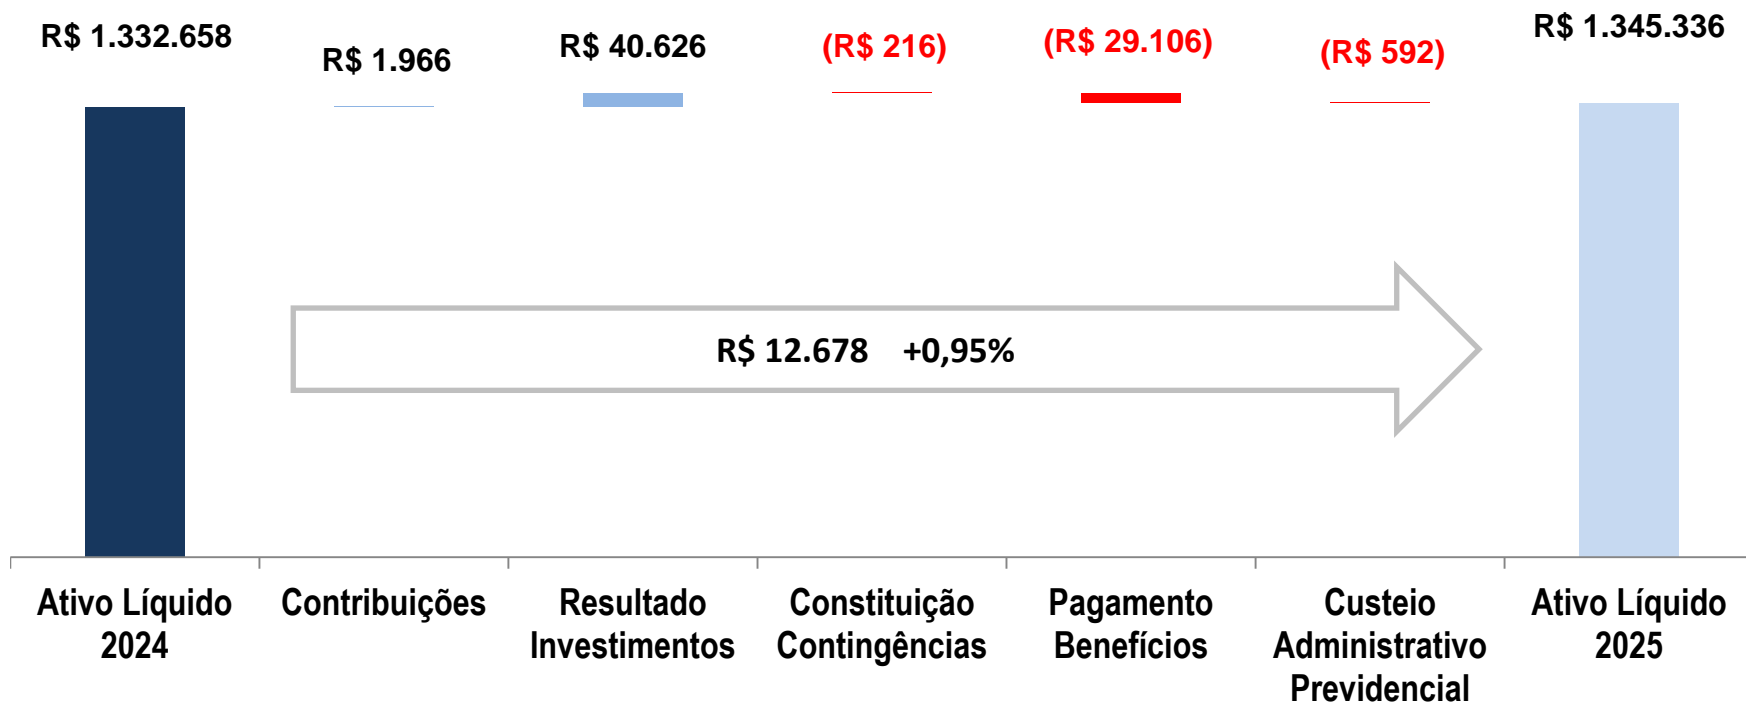 R$ 1.332.658
R$ 1.966
R$ 40.626
(R$ 216)
(R$ 29.106)
(R$ 592)
R$ 1.345.336
R$ 12.678 +0,95%
Ativo Líquido
2024
Contribuições
Resultado
Investimentos
Constituição
Contingências
Pagamento
Benefícios
Custeio
Administrativo
Previdencial
Ativo Líquido
2025